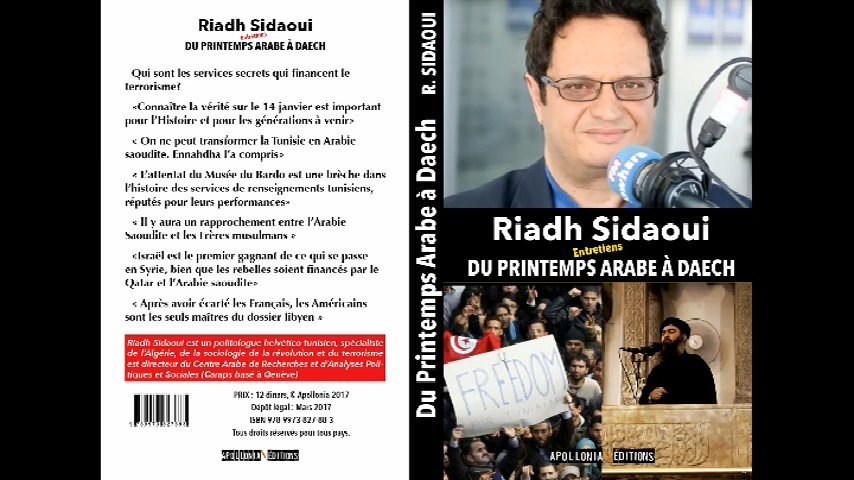 Riadh Sidaoui
Entretiens
DU PRINTEMPS ARABE À DAECH
Qui sont les services secrets qui financent le
terrorisme?
«Connaître la vérité sur le 14 janvier est important
pour l'Histoire et pour les générations à venir»
« On ne peut transformer la Tunisie en Arabie
saoudite. Ennahdha l'a compris»
« L'attentat du Musée du Bardo est une brèche dans
l'histoire des services de renseignements tunisiens,
réputés pour leurs performances»
« Il y aura un rapprochement entre l'Arabie
Saoudite et les Frères musulmans »
«Israël est le premier gagnant de ce qui se passe
en Syrie, bien que les rebelles soient financés par le
Qatar et l'Arabie saoudite»
« Après avoir écarté les Français, les Américains
sont les seuls maîtres du dossier libyen »
Riadh Sidaoui est un politologue helvético tunisien, spécialiste
de l'Algérie, de la sociologie de la révolution et du terrorisme
est directeur du Centre Arabe de Recherches et d'Analyses Poli-
tiques et Sociales (Caraps basé à Genève)
PRIX : 12 dinars, © Apollonia 2017
Dépôt légal : Mars 2017
ISBN 978-9973-827-88-3
Tous droits réservés pour tous pays.
APOLLONIA ÉDITIONS
Du Printemps Arabe à Daech R. SIDAOUI
Riadh Sidaoui
Entretiens
DU PRINTEMPS ARABE À DAECH
FREEDOM
APOLLONIA ÉDITIONS